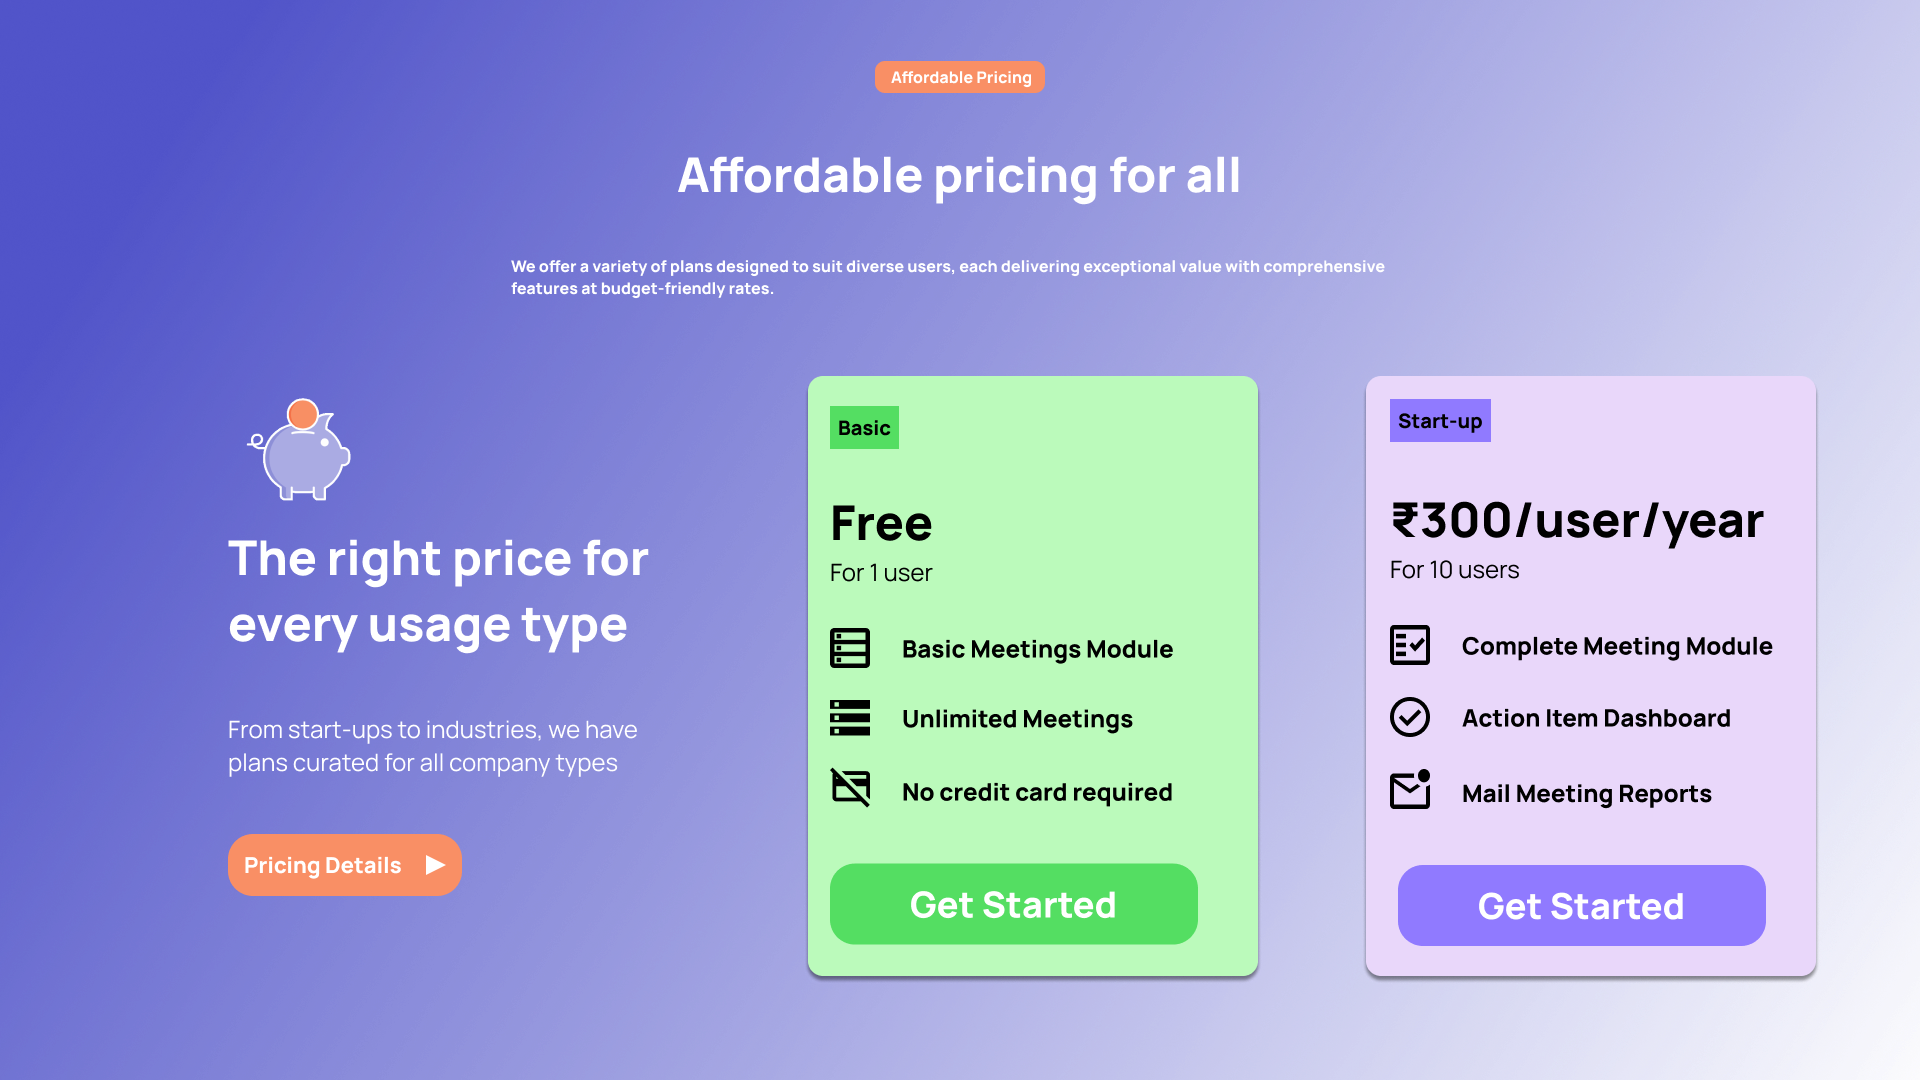 Affordable Pricing
Affordable pricing for all
We offer a variety of plans designed to suit diverse users, each delivering exceptional value with comprehensive
features at budget-friendly rates.
The right price for
every usage type
From start-ups to industries, we have
plans curated for all company types
Pricing Details
Basic
Free
For 1 user
Basic Meetings Module
Unlimited Meetings
No credit card required
Get Started
Start-up
₹300/user/year
For 10 users
Complete Meeting Module
Action Item Dashboard
Mail Meeting Reports
Get Started